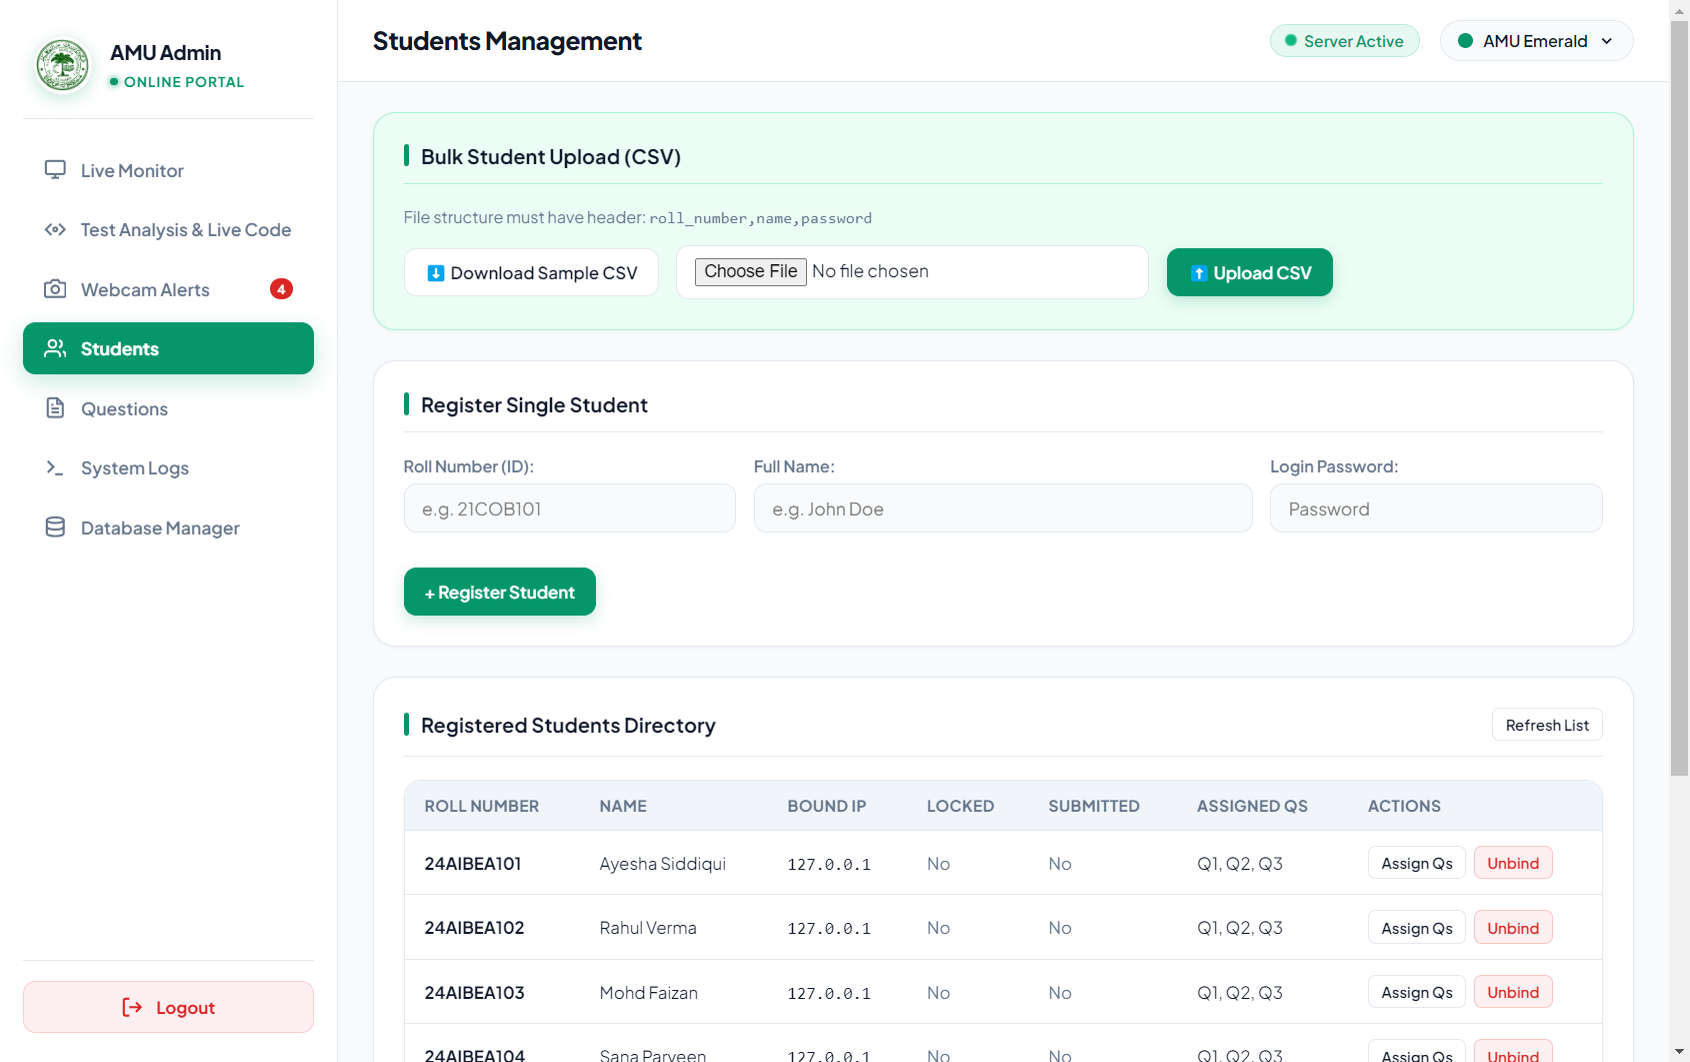 AMU Admin
ONLINE PORTAL
Live Monitor
Test Analysis & Live Code
Webcam Alerts
4
Students
Questions
System Logs
Database Manager
Logout
Students Management
Server Active
AMU Emerald
Bulk Student Upload (CSV)
File structure must have header: roll_number,name,password
Download Sample CSV
Choose File No file chosen
Upload CSV
Register Single Student
Roll Number (ID): Full Name: Login Password:
e.g. 21COB101 e.g. John Doe Password
+ Register Student
Registered Students Directory
Refresh List
ROLL NUMBER NAME BOUND IP LOCKED SUBMITTED ASSIGNED QS ACTIONS
24AIBEA101 Ayesha Siddiqui 127.0.0.1 No No Q1, Q2, Q3 Assign Qs Unbind
24AIBEA102 Rahul Verma 127.0.0.1 No No Q1, Q2, Q3 Assign Qs Unbind
24AIBEA103 Mohd Faizan 127.0.0.1 No No Q1, Q2, Q3 Assign Qs Unbind
24AIBEA104 Sana Parveen 127.0.0.1 No No Q1, Q2, Q3 Assign Qs Unbind